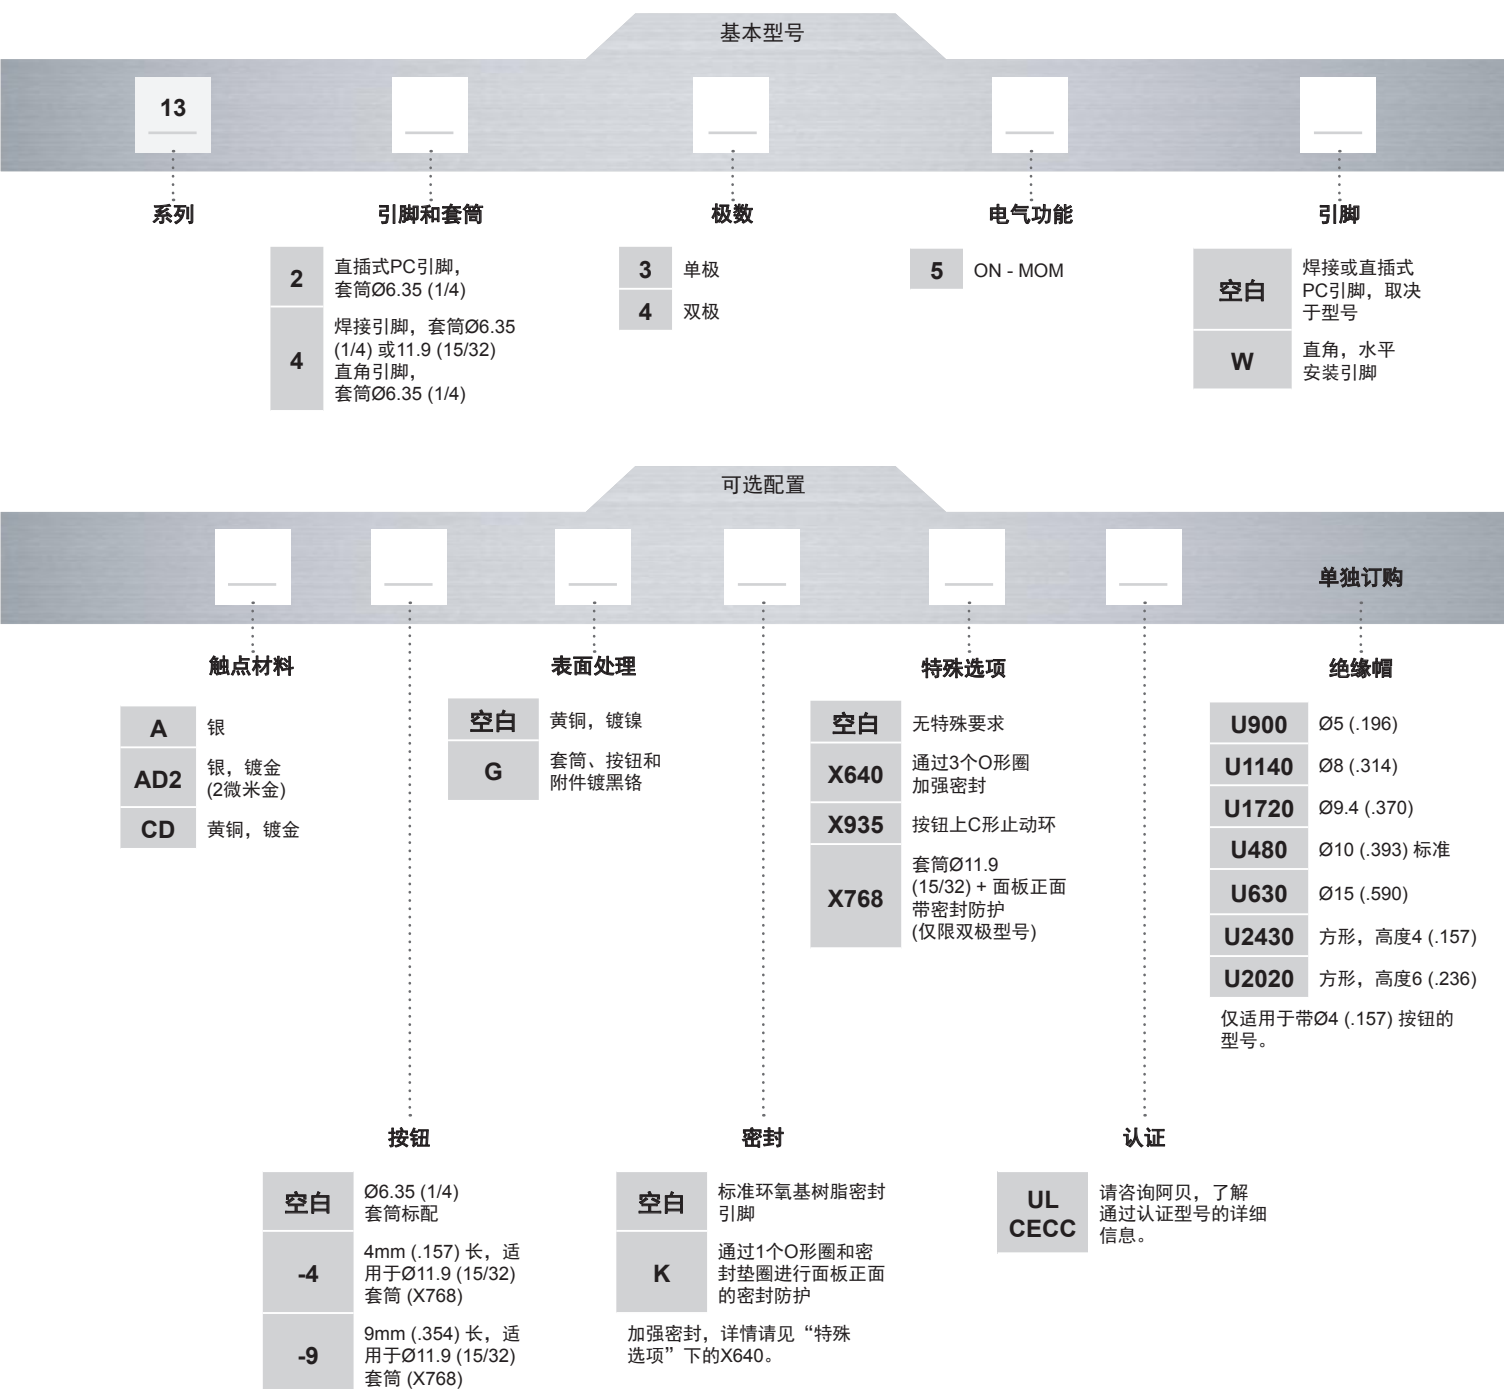 基本型号
13
系列
引脚和套筒
极数
电气功能
引脚
2
直插式PC引脚，
套筒Ø6.35 (1/4)
4
焊接引脚，套筒Ø6.35
(1/4) 或11.9 (15/32)
直角引脚，
套筒Ø6.35 (1/4)
3 单极
4 双极
5 ON - MOM
空白
焊接或直插式
PC引脚，取决
于型号
W
直角，水平
安装引脚
可选配置
单独订购
触点材料
A 银
AD2
银，镀金
(2微米金)
CD 黄铜，镀金
表面处理
空白 黄铜，镀镍
G
套筒、按钮和
附件镀黑铬
特殊选项
空白 无特殊要求
X640
通过3个O形圈
加强密封
X935 按钮上C形止动环
X768
套筒Ø11.9
(15/32) + 面板正面
带密封防护
(仅限双极型号)
绝缘帽
U900 Ø5 (.196)
U1140 Ø8 (.314)
U1720 Ø9.4 (.370)
U480 Ø10 (.393) 标准
U630 Ø15 (.590)
U2430 方形，高度4 (.157)
U2020 方形，高度6 (.236)
仅适用于带Ø4 (.157) 按钮的
型号。
按钮
空白
Ø6.35 (1/4)
套筒标配
-4
4mm (.157) 长，适
用于Ø11.9 (15/32)
套筒 (X768)
-9
9mm (.354) 长，适
用于Ø11.9 (15/32)
套筒 (X768)
密封
空白
标准环氧基树脂密封
引脚
K
通过1个O形圈和密
封垫圈进行面板正面
的密封防护
加强密封，详情请见“特殊
选项”下的X640。
认证
UL
CECC
请咨询阿贝，了解
通过认证型号的详细
信息。